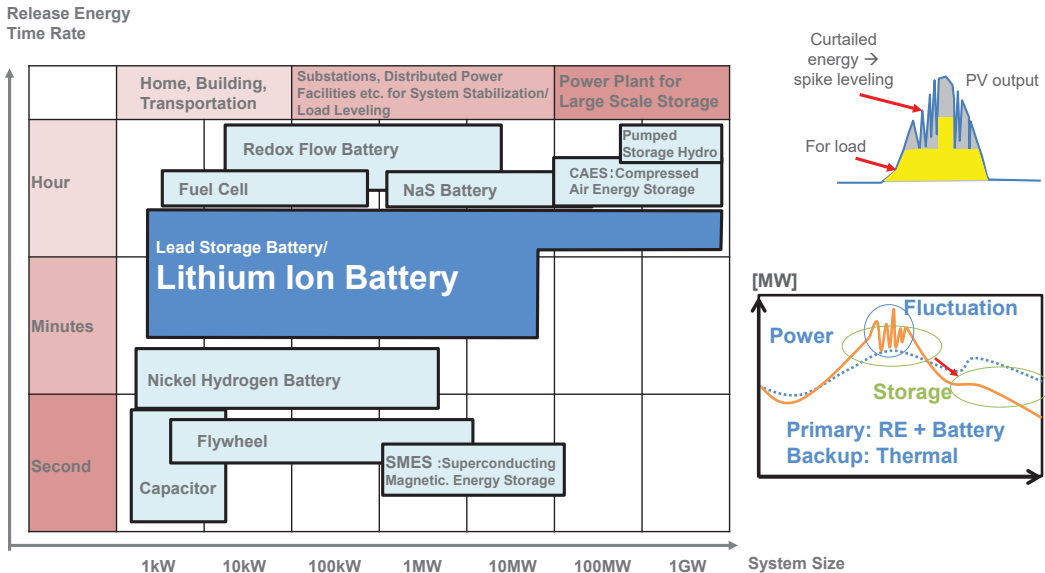 Release Energy
Time Rate
Home, Building,
Transportation
Substations, Distributed Power
Facilities etc. for System Stabilization/
Load Leveling
Power Plant for
Large Scale Storage
Hour
Minutes
Second
Redox Flow Battery
Pumped
Storage Hydro
Fuel Cell
NaS Battery
CAES：Compressed
Air Energy Storage
Lead Storage Battery/
Lithium Ion Battery
Nickel Hydrogen Battery
Flywheel
Capacitor
SMES :Superconducting
Magnetic. Energy Storage
1kW
10kW
100kW
1MW
10MW
100MW
1GW
System Size
Curtailed
energy →
spike leveling
PV output
For load
[MW]
Fluctuation
Power
Storage
Primary: RE + Battery
Backup: Thermal